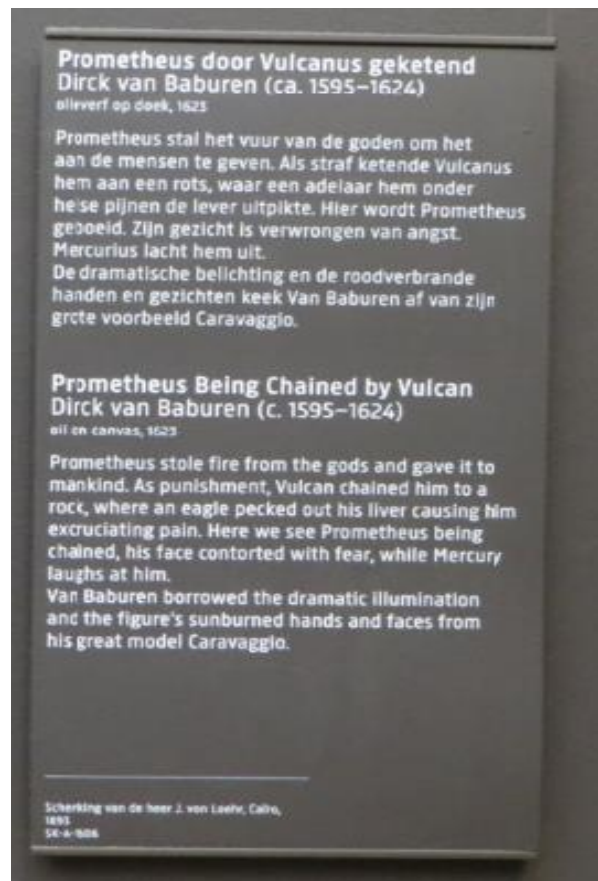 Prometheus door Vulcanus geketend
Dirck van Baburen (ca. 1595–1624)
olieverf op doek, 1623
Prometheus stal het vuur van de goden om het
aan de mensen te geven. Als straf ketende Vulcanus
hem aan een rots, waar een adelaar hem onder
helse pijnen de lever uitpikte. Hier wordt Prometheus
geboeid. Zijn gezicht is verwrongen van angst.
Mercurius lacht hem uit.
De dramatische belichting en de roodverbrande
handen en gezichten keek Van Baburen af van zijn
grote voorbeeld Caravaggio.
Prometheus Being Chained by Vulcan
Dirck van Baburen (c. 1595–1624)
oil on canvas, 1623
Prometheus stole fire from the gods and gave it to
mankind. As punishment, Vulcan chained him to a
rock, where an eagle pecked out his liver causing him
excruciating pain. Here we see Prometheus being
chained, his face contorted with fear, while Mercury
laughs at him.
Van Baburen borrowed the dramatic illumination
and the figure's sunburned hands and faces from
his great model Caravaggio.
Schenking van de heer J. von Loehr, Caïro,
1893
SK-A-1606